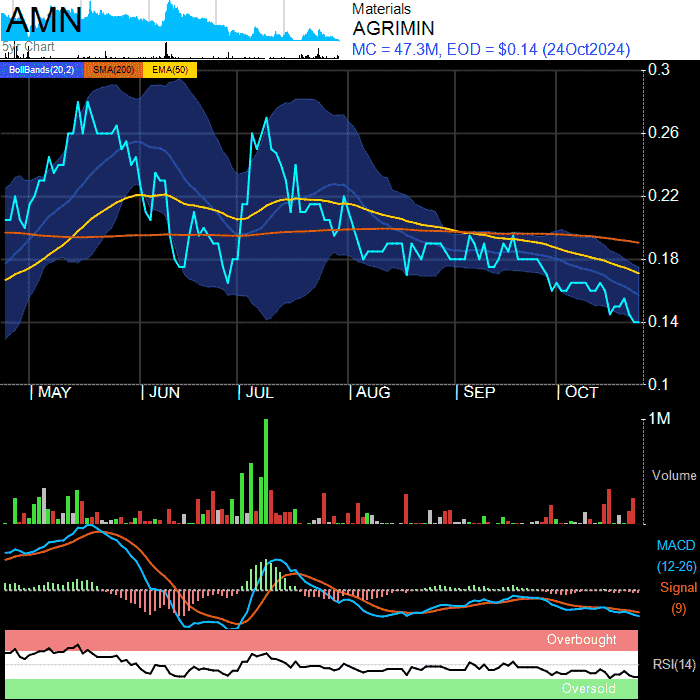 AMN
5yr Chart
Materials
AGRIMIN
MC = 47.3M, EOD = $0.14 (24Oct2024)
BollBands(20,2) SMA(200) EMA(50)
0.3
0.26
0.22
0.18
0.14
0.1
MAY JUN JUL AUG SEP OCT
1M
Volume
MACD
(12-26)
Signal
(9)
Overbought
RSI(14)
Oversold